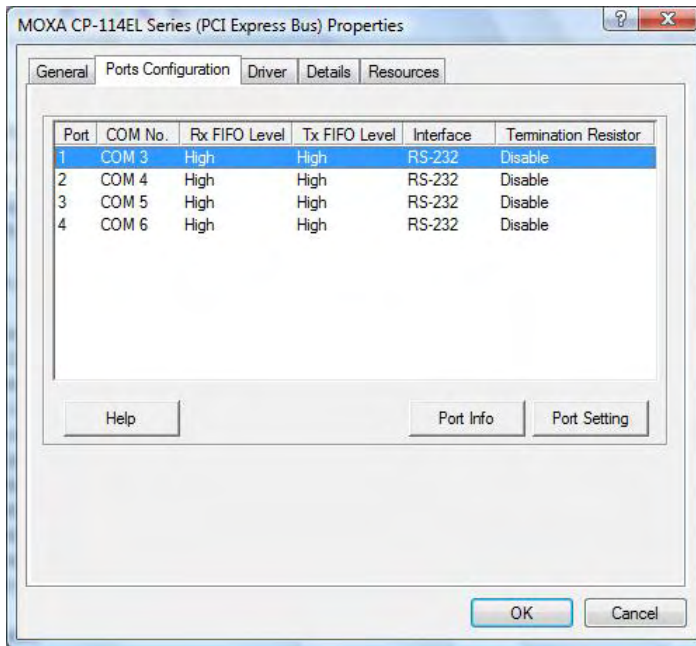 MOXA CP-114EL Series (PCI Express Bus) Properties
General Ports Configuration Driver Details Resources
Port COM No. Rx FIFO Level Tx FIFO Level Interface Termination Resistor
1 COM 3 High High RS-232 Disable
2 COM 4 High High RS-232 Disable
3 COM 5 High High RS-232 Disable
4 COM 6 High High RS-232 Disable
Help Port Info Port Setting
OK Cancel